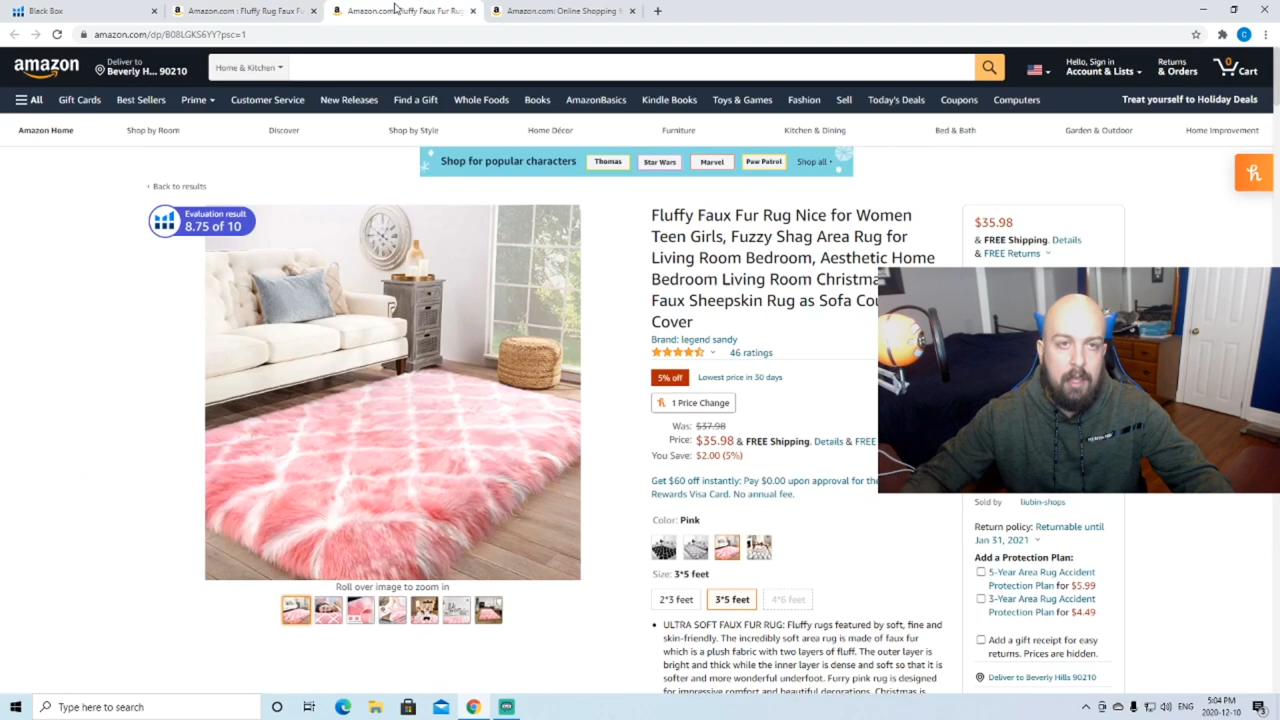 Black Box
Amazon.com : Fluffy Faux Fu
Amazon.com: Fluffy Faux Fur Rug
Amazon.com: Online Shopping
amazon.com/dp/B08LGKS6YY?psc=1
amazon
Deliver to
Beverly H... 90210
Home & Kitchen
Hello, Sign in
Account & Lists
Returns
& Orders
0
Cart
All
Gift Cards
Best Sellers
Prime
Customer Service
New Releases
Find a Gift
Whole Foods
Books
AmazonBasics
Kindle Books
Toys & Games
Fashion
Sell
Today's Deals
Coupons
Computers
Treat yourself to Holiday Deals
Amazon Home
Shop by Room
Discover
Shop by Style
Home Décor
Furniture
Kitchen & Dining
Bed & Bath
Garden & Outdoor
Home Improvement
Shop for popular characters
Thomas
Star Wars
Marvel
Paw Patrol
Shop all
‹ Back to results
Evaluation result
8.75 of 10
Roll over image to zoom in
Fluffy Faux Fur Rug Nice for Women
Teen Girls, Fuzzy Shag Area Rug for
Living Room Bedroom, Aesthetic Home
Bedroom Living Room Christma
Faux Sheepskin Rug as Sofa Cou
Cover
Brand: legend sandy
46 ratings
5% off
Lowest price in 30 days
1 Price Change
Was: $37.98
Price: $35.98 & FREE Shipping. Details & FREE
You Save: $2.00 (5%)
Get $60 off instantly: Pay $0.00 upon approval for the
Rewards Visa Card. No annual fee.
Color: Pink
Size: 3*5 feet
2*3 feet
3*5 feet
4*6 feet
• ULTRA SOFT FAUX FUR RUG: Fluffy rugs featured by soft, fine and
skin-friendly. The incredibly soft area rug is made of faux fur
which is a plush fabric with two layers of fluff. The outer layer is
bright and thick while the inner layer is dense and soft so that it is
softer and more wonderful underfoot. Furry pink rug is designed
for impressive comfort and beautiful decorations. Christmas is
$35.98
& FREE Shipping. Details
& FREE Returns
Sold by liubin-shops
Return policy: Returnable until
Jan 31, 2021
Add a Protection Plan:
5-Year Area Rug Accident
Protection Plan for $5.99
3-Year Area Rug Accident
Protection Plan for $4.49
Add a gift receipt for easy
returns. Prices are hidden.
Deliver to Beverly Hills 90210
Type here to search
ENG
5:04 PM
2020-12-10
3